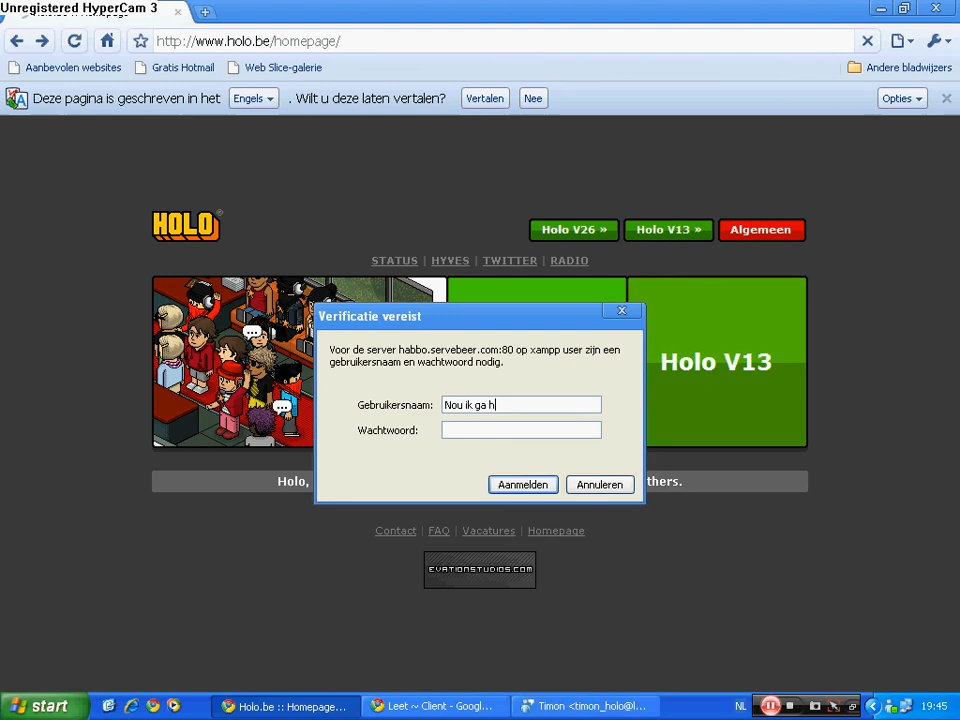 Unregistered HyperCam 3
http://www.holo.be/homepage/
Aanbevolen websites
Gratis Hotmail
Web Slice-galerie
Andere bladwijzers
Deze pagina is geschreven in het
Engels
. Wilt u deze laten vertalen?
Vertalen
Nee
Opties
HOLO
Holo V26 »
Holo V13 »
Algemeen
STATUS | HYVES | TWITTER | RADIO
Holo V13
Verificatie vereist
Voor de server habbo.servebeer.com:80 op xampp user zijn een
gebruikersnaam en wachtwoord nodig.
Gebruikersnaam:
Nou ik ga h
Wachtwoord:
Aanmelden
Annuleren
Holo,
thers.
Contact | FAQ | Vacatures | Homepage
EVATIONSTUDIOS.COM
start
Holo.be :: Homepage...
Leet ~ Client - Googl...
Timon <timon_holo@l...
NL
19:45